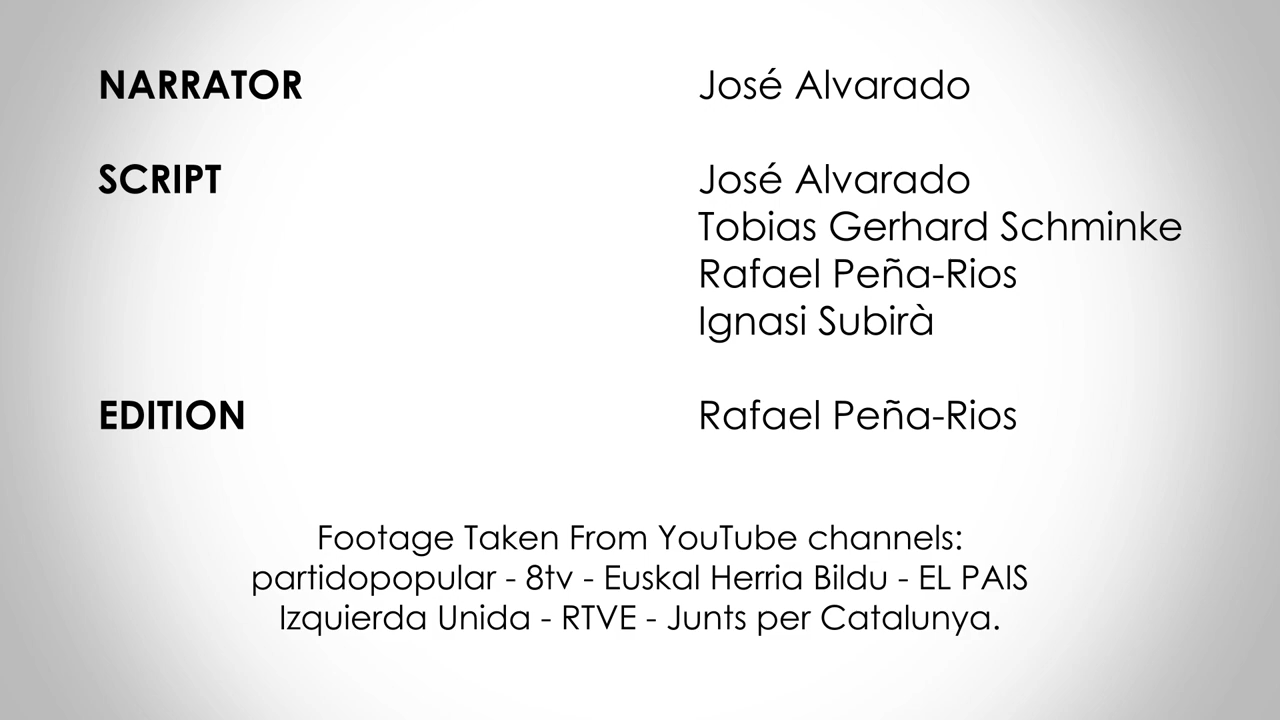 NARRATOR José Alvarado
SCRIPT José Alvarado
Tobias Gerhard Schminke
Rafael Peña-Rios
Ignasi Subirà
EDITION Rafael Peña-Rios
Footage Taken From YouTube channels:
partidopopular - 8tv - Euskal Herria Bildu - EL PAIS
Izquierda Unida - RTVE - Junts per Catalunya.